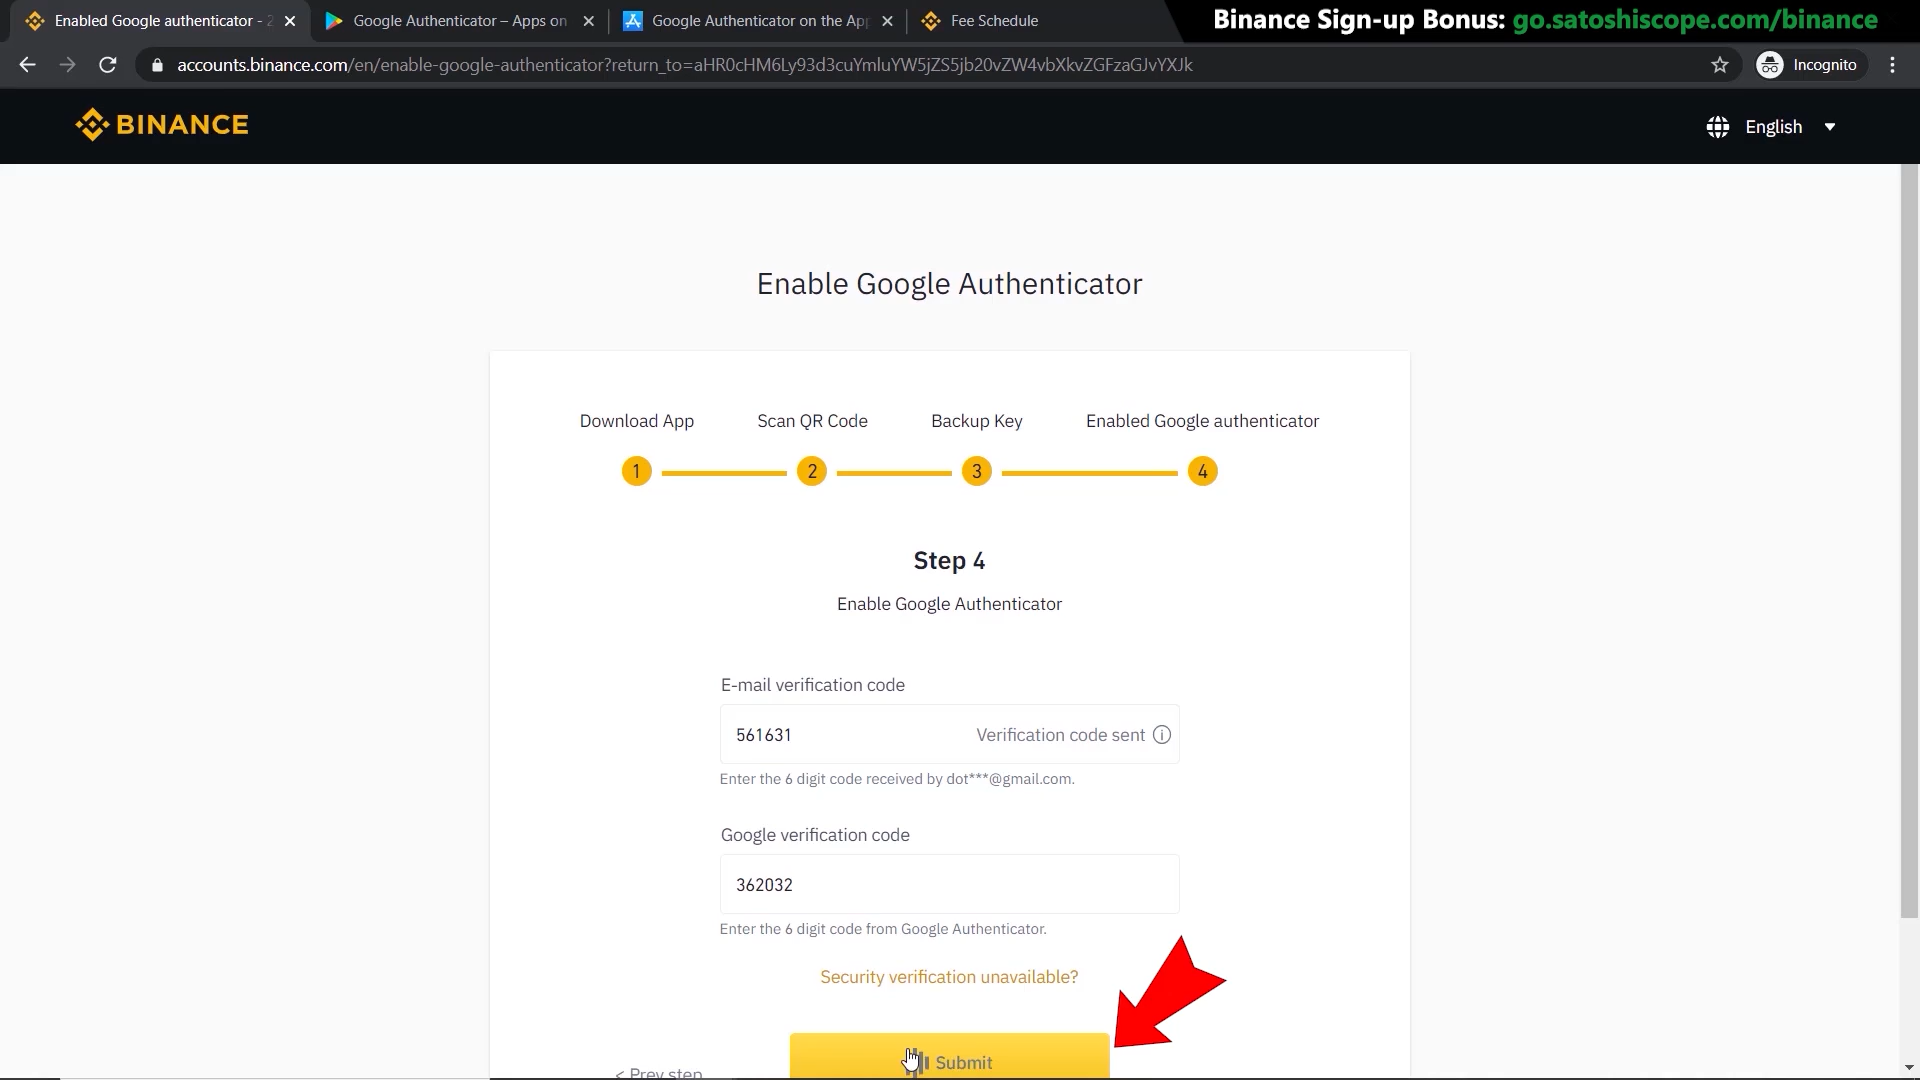 Enabled Google authenticator - 2
Google Authenticator – Apps on
Google Authenticator on the App
Fee Schedule
Binance Sign-up Bonus: go.satoshiscope.com/binance
accounts.binance.com/en/enable-google-authenticator?return_to=aHR0cHM6Ly93d3cuYmluYW5jZS5jb20vZW4vbXkvZGFzaGJvYXJk
Incognito
BINANCE
English
Enable Google Authenticator
Download App
Scan QR Code
Backup Key
Enabled Google authenticator
1
2
3
4
Step 4
Enable Google Authenticator
E-mail verification code
561631
Verification code sent
Enter the 6 digit code received by dot***@gmail.com.
Google verification code
362032
Enter the 6 digit code from Google Authenticator.
Security verification unavailable?
Submit
< Prev step